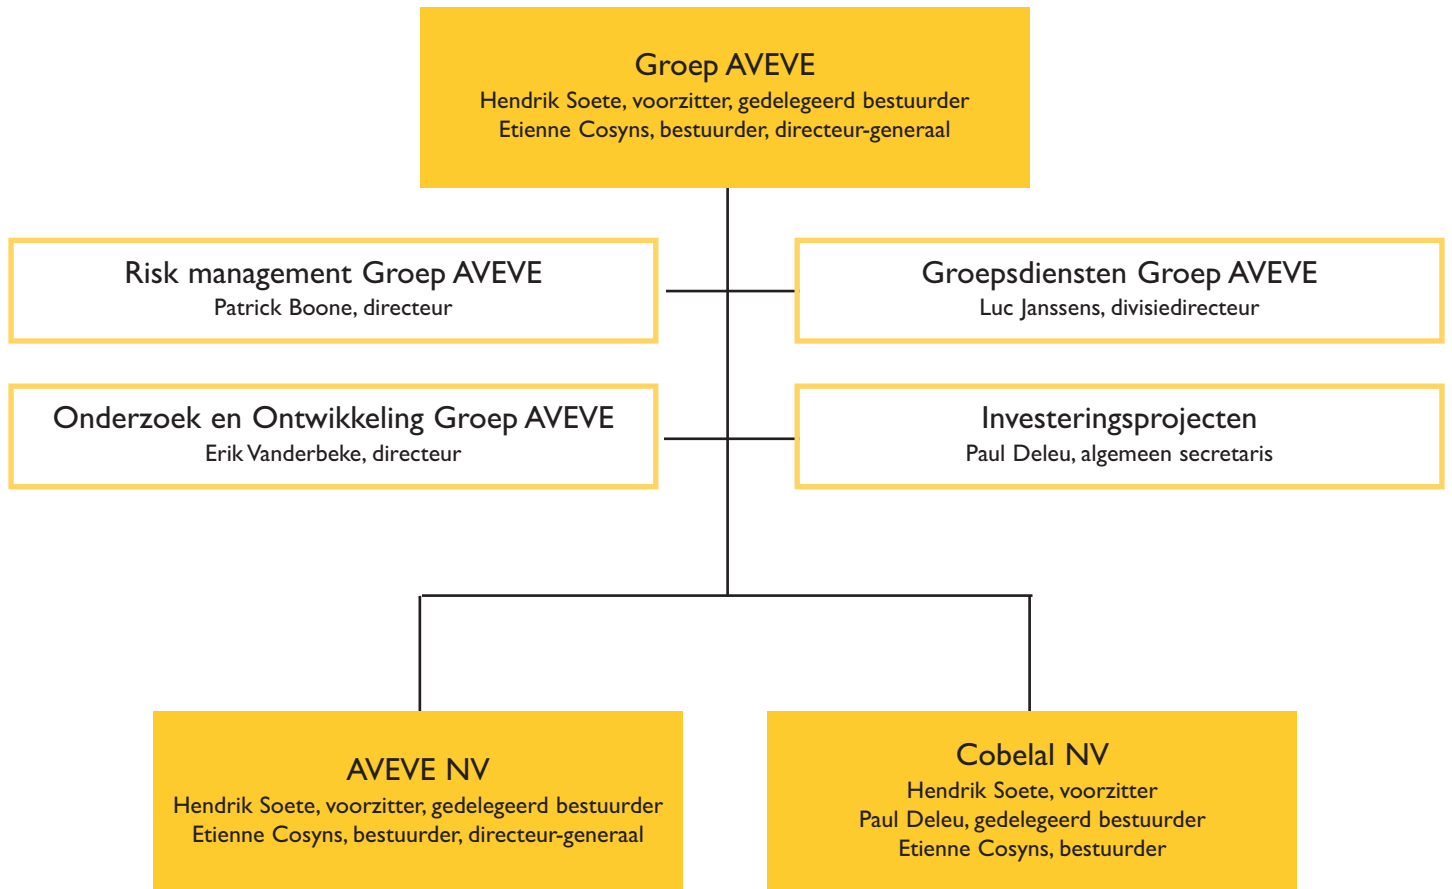 Groep AVEVE
Hendrik Soete, voorzitter, gedelegeerd bestuurder
Etienne Cosyns, bestuurder, directeur-generaal
Risk management Groep AVEVE
Patrick Boone, directeur
Groepsdiensten Groep AVEVE
Luc Janssens, divisiedirecteur
Onderzoek en Ontwikkeling Groep AVEVE
Erik Vanderbeke, directeur
Investeringsprojecten
Paul Deleu, algemeen secretaris
AVEVE NV
Hendrik Soete, voorzitter, gedelegeerd bestuurder
Etienne Cosyns, bestuurder, directeur-generaal
Cobelal NV
Hendrik Soete, voorzitter
Paul Deleu, gedelegeerd bestuurder
Etienne Cosyns, bestuurder